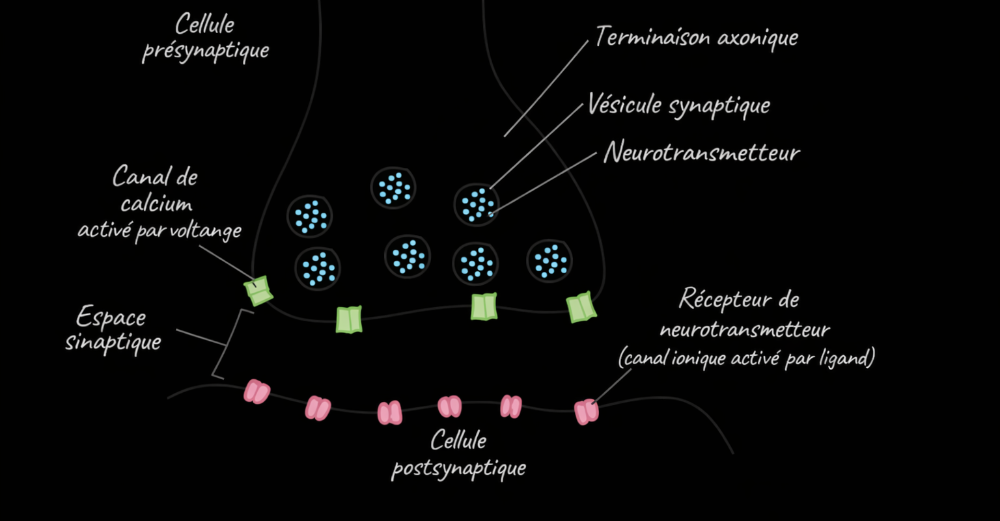 Cellule
présynaptique
Terminaison axonique
Vésicule synaptique
Neurotransmetteur
Canal de
calcium
activé par voltange
Espace
sinaptique
Récepteur de
neurotransmetteur
(canal ionique activé par ligand)
Cellule
postsynaptique